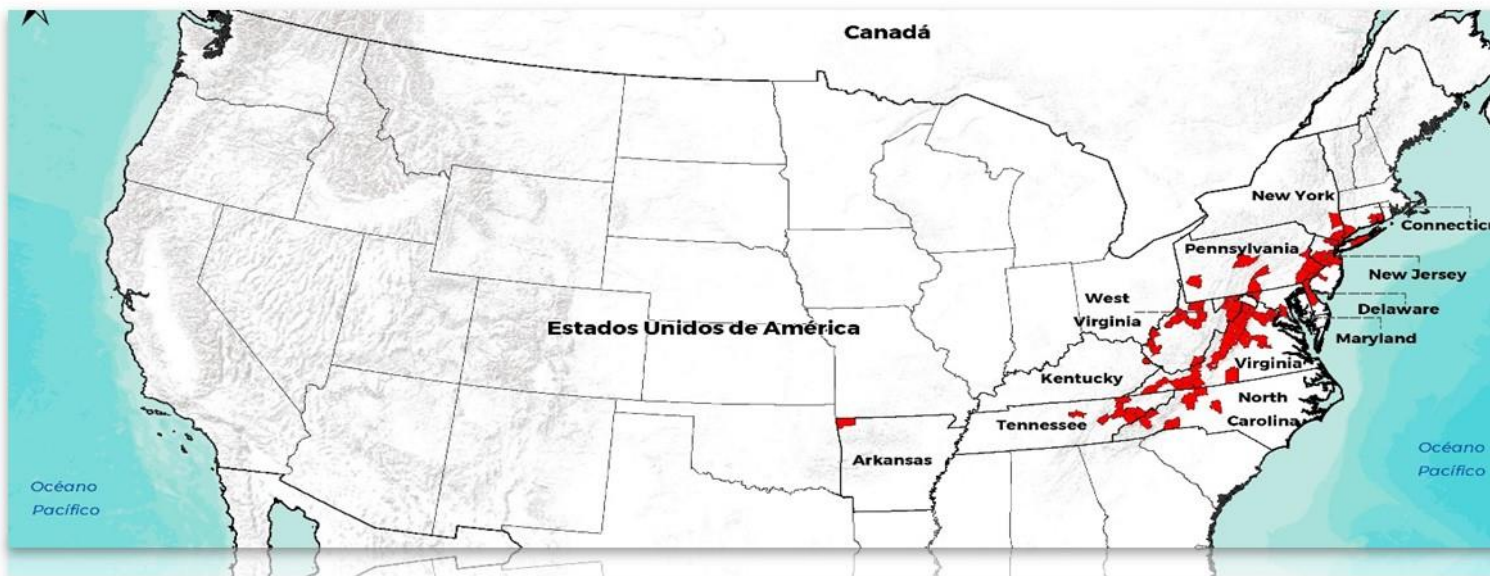 Canadá
New York
Connecticu
Pennsylvania
New Jersey
West
Virginia
Delaware
Estados Unidos de América
Maryland
Virginia
Kentucky
North
Carolina
Tennessee
Arkansas
Océano
Pacífico
Océano
Pacífico